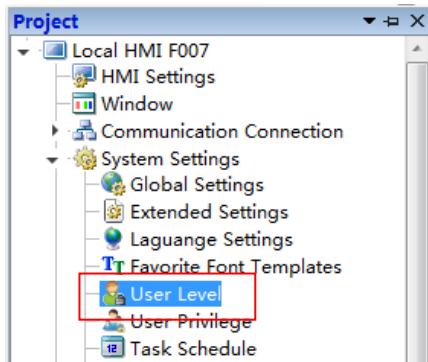 Project
Local HMI F007
HMI Settings
Window
Communication Connection
System Settings
Global Settings
Extended Settings
Laguange Settings
Favorite Font Templates
User Level
User Privilege
Task Schedule